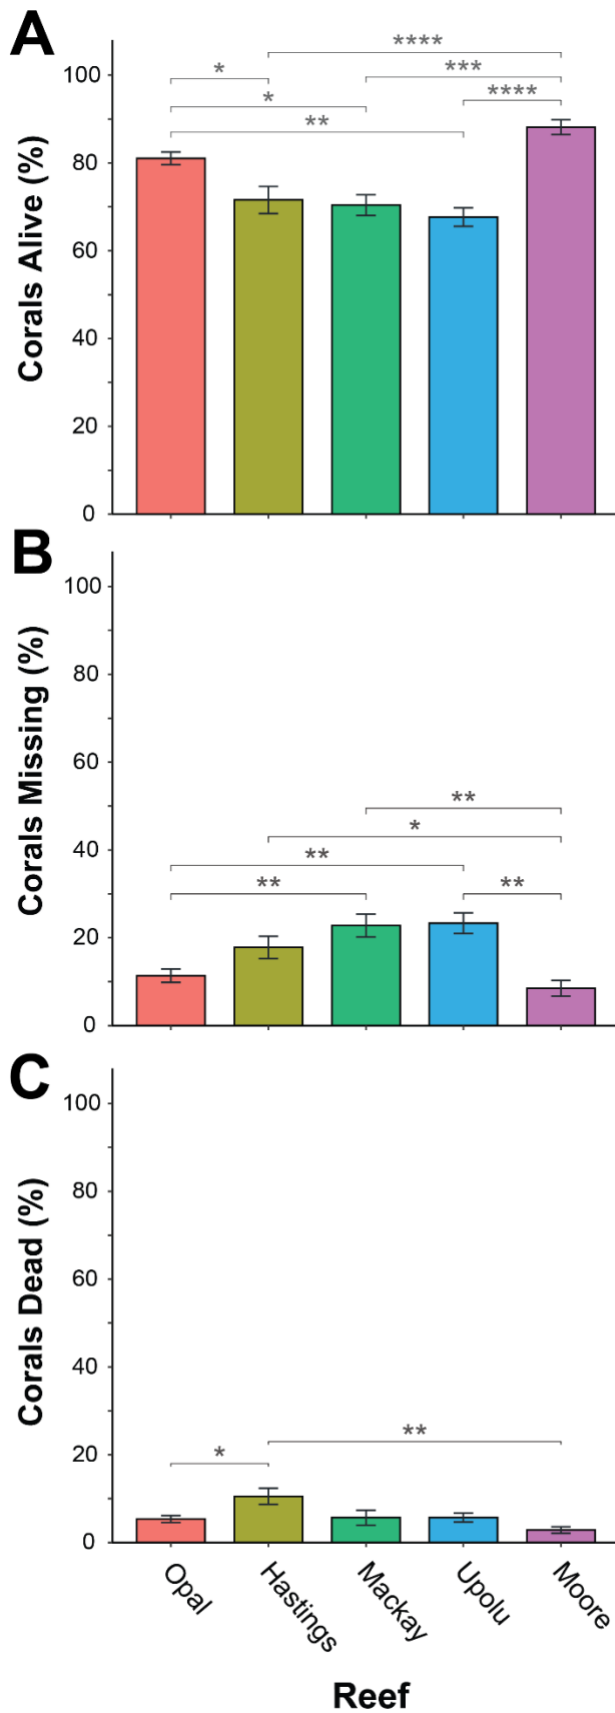 A
Corals Alive (%)
100
80
60
40
20
0
****
*
***
*
****
**
B
Corals Missing (%)
100
80
60
40
20
0
**
*
**
**
**
C
Corals Dead (%)
100
80
60
40
20
0
**
*
Opal
Hastings
Mackay
Upolu
Moore
Reef